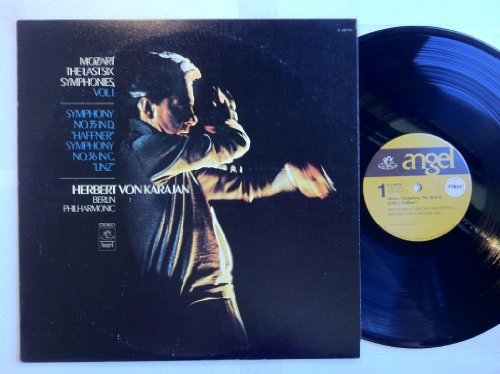 MOZART
THE LAST SIX
SYMPHONIES,
VOL. I
SYMPHONY
NO. 35 IN D,
"HAFFNER"
SYMPHONY
NO. 36 IN C,
"LINZ"
HERBERT VON KARAJAN
BERLIN
PHILHARMONIC
STEREO
Angel
angel
1